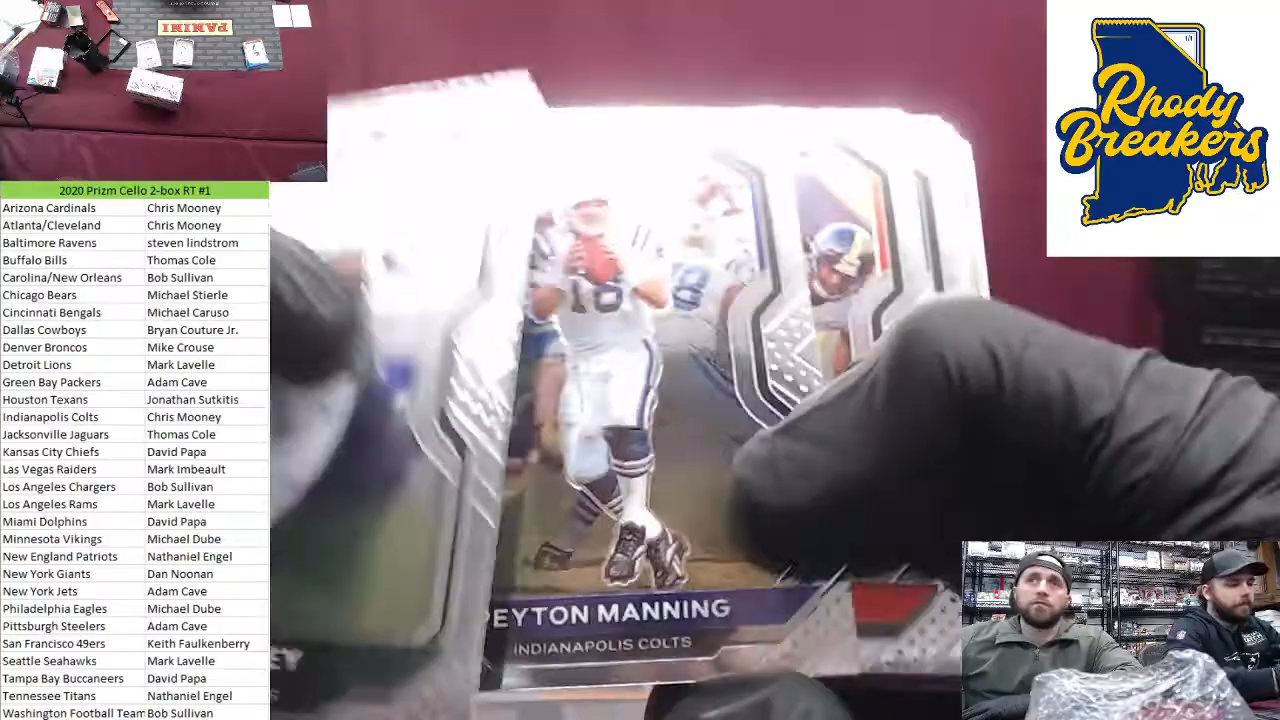 PANINI
1/1
Rhody
Breakers
2020 Prizm Cello 2-box RT #1
Arizona Cardinals Chris Mooney
Atlanta/Cleveland Chris Mooney
Baltimore Ravens steven lindstrom
Buffalo Bills Thomas Cole
Carolina/New Orleans Bob Sullivan
Chicago Bears Michael Stierle
Cincinnati Bengals Michael Caruso
Dallas Cowboys Bryan Couture Jr.
Denver Broncos Mike Crouse
Detroit Lions Mark Lavelle
Green Bay Packers Adam Cave
Houston Texans Jonathan Sutkitis
Indianapolis Colts Chris Mooney
Jacksonville Jaguars Thomas Cole
Kansas City Chiefs David Papa
Las Vegas Raiders Mark Imbeault
Los Angeles Chargers Bob Sullivan
Los Angeles Rams Mark Lavelle
Miami Dolphins David Papa
Minnesota Vikings Michael Dube
New England Patriots Nathaniel Engel
New York Giants Dan Noonan
New York Jets Adam Cave
Philadelphia Eagles Michael Dube
Pittsburgh Steelers Adam Cave
San Francisco 49ers Keith Faulkenberry
Seattle Seahawks Mark Lavelle
Tampa Bay Buccaneers David Papa
Tennessee Titans Nathaniel Engel
Washington Football Team Bob Sullivan
18
EYTON MANNING
INDIANAPOLIS COLTS
EY